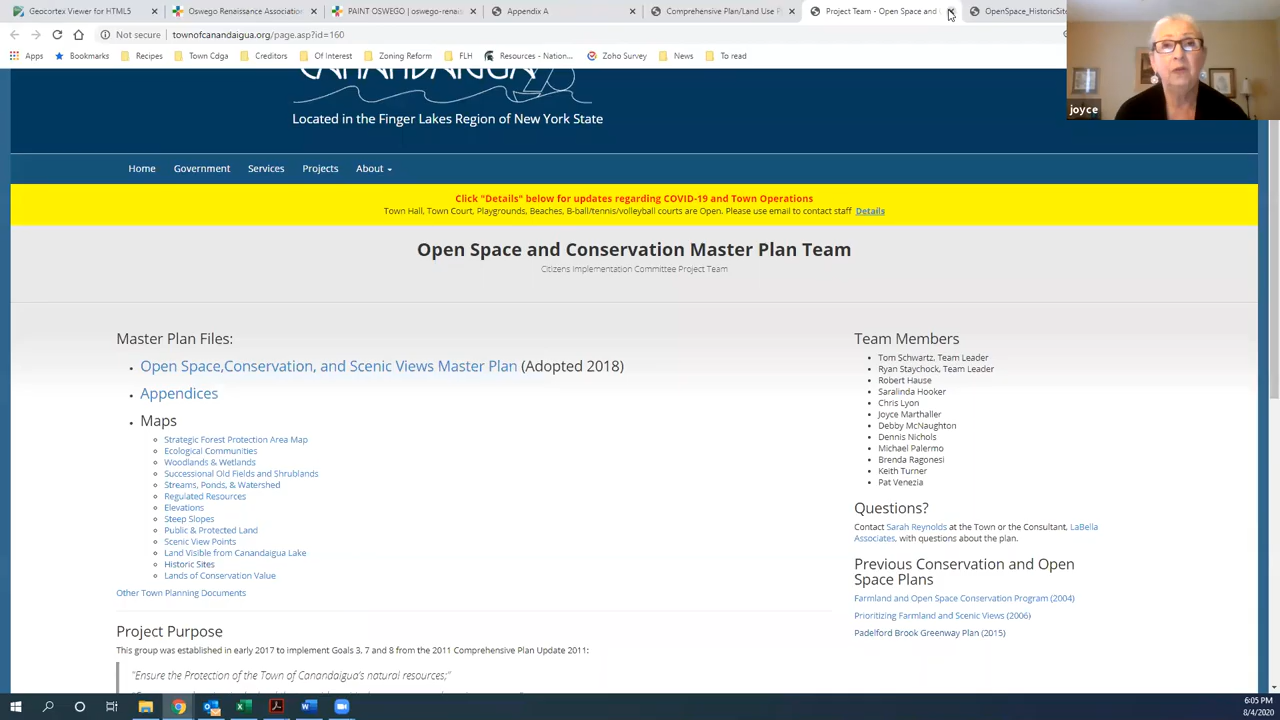 Geocortex Viewer for HTML5
Oswego Renaissance Association
PAINT OSWEGO | oswego-renai
Appendix A
Comprehensive Plan/Land Use P
Project Team - Open Space and
OpenSpace_HistoricSite
Not secure
townofcanandaigua.org/page.asp?id=160
Apps
Bookmarks
Recipes
Town Cdga
Creditors
Of Interest
Zoning Reform
FLH
Resources - Nation...
Zoho Survey
News
To read
joyce
CANANDAIGUA
Located in the Finger Lakes Region of New York State
Home
Government
Services
Projects
About
Click "Details" below for updates regarding COVID-19 and Town Operations
Town Hall, Town Court, Playgrounds, Beaches, B-ball/tennis/volleyball courts are Open. Please use email to contact staff Details
Open Space and Conservation Master Plan Team
Citizens Implementation Committee Project Team
Master Plan Files:
Open Space,Conservation, and Scenic Views Master Plan (Adopted 2018)
Appendices
Maps
Strategic Forest Protection Area Map
Ecological Communities
Woodlands & Wetlands
Successional Old Fields and Shrublands
Streams, Ponds, & Watershed
Regulated Resources
Elevations
Steep Slopes
Public & Protected Land
Scenic View Points
Land Visible from Canandaigua Lake
Historic Sites
Lands of Conservation Value
Other Town Planning Documents
Project Purpose
This group was established in early 2017 to implement Goals 3, 7 and 8 from the 2011 Comprehensive Plan Update 2011:
"Ensure the Protection of the Town of Canandaigua's natural resources;"
Team Members
Tom Schwartz, Team Leader
Ryan Staychock, Team Leader
Robert Hause
Saralinda Hooker
Chris Lyon
Joyce Marthaller
Debby McNaughton
Dennis Nichols
Michael Palermo
Brenda Ragonesi
Keith Turner
Pat Venezia
Questions?
Contact Sarah Reynolds at the Town or the Consultant, LaBella
Associates, with questions about the plan.
Previous Conservation and Open
Space Plans
Farmland and Open Space Conservation Program (2004)
Prioritizing Farmland and Scenic Views (2006)
Padelford Brook Greenway Plan (2015)
6:05 PM
8/4/2020